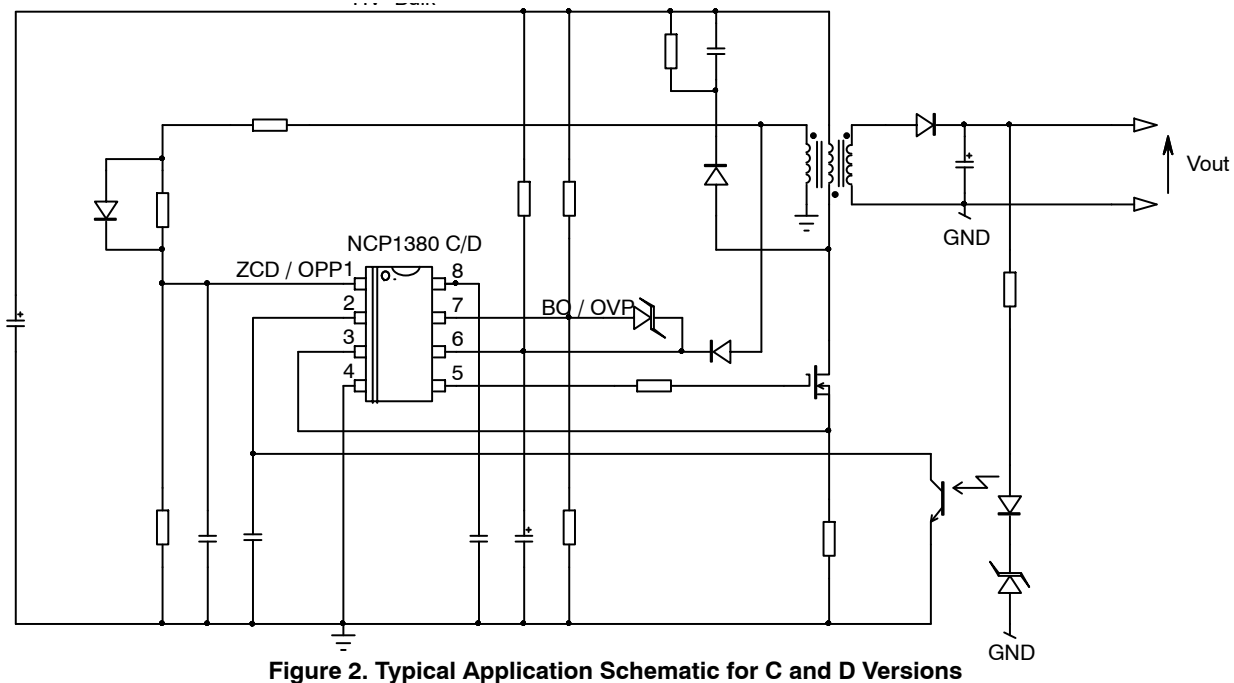 Vout
GND
NCP1380 C/D
ZCD / OPP1
8
2
7
BO / OVP
3
6
4
5
GND
Figure 2. Typical Application Schematic for C and D Versions